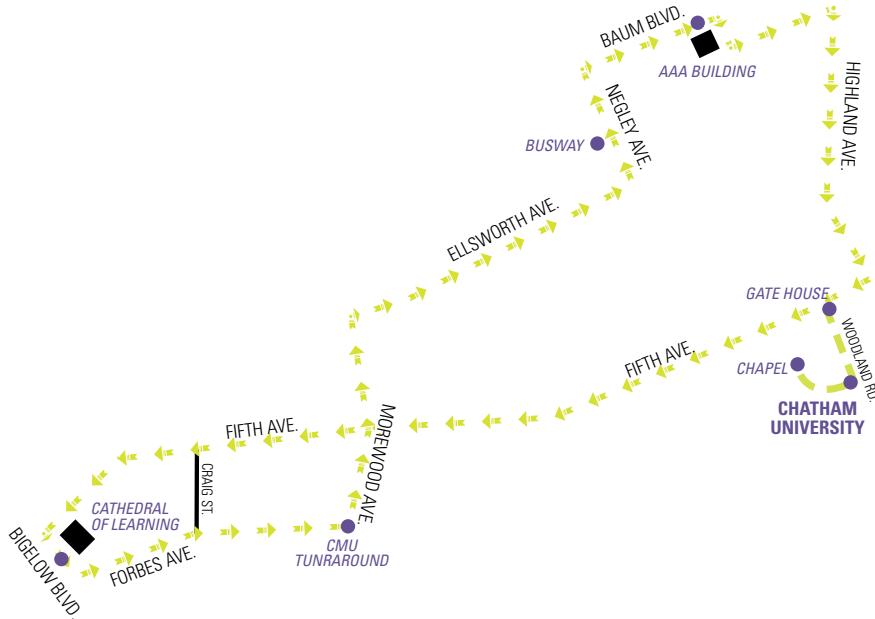 BAUM BLVD.
AAA BUILDING
HIGHLAND AVE.
NEGLEY AVE.
BUSWAY
ELLSWORTH AVE.
GATE HOUSE
WOODLAND RD.
FIFTH AVE.
CHAPEL
CHATHAM
UNIVERSITY
MOREWOOD AVE.
FIFTH AVE.
CRAIG ST.
CATHEDRAL
OF LEARNING
BIGELOW BLVD.
FORBES AVE.
CMU
TUNRAROUND